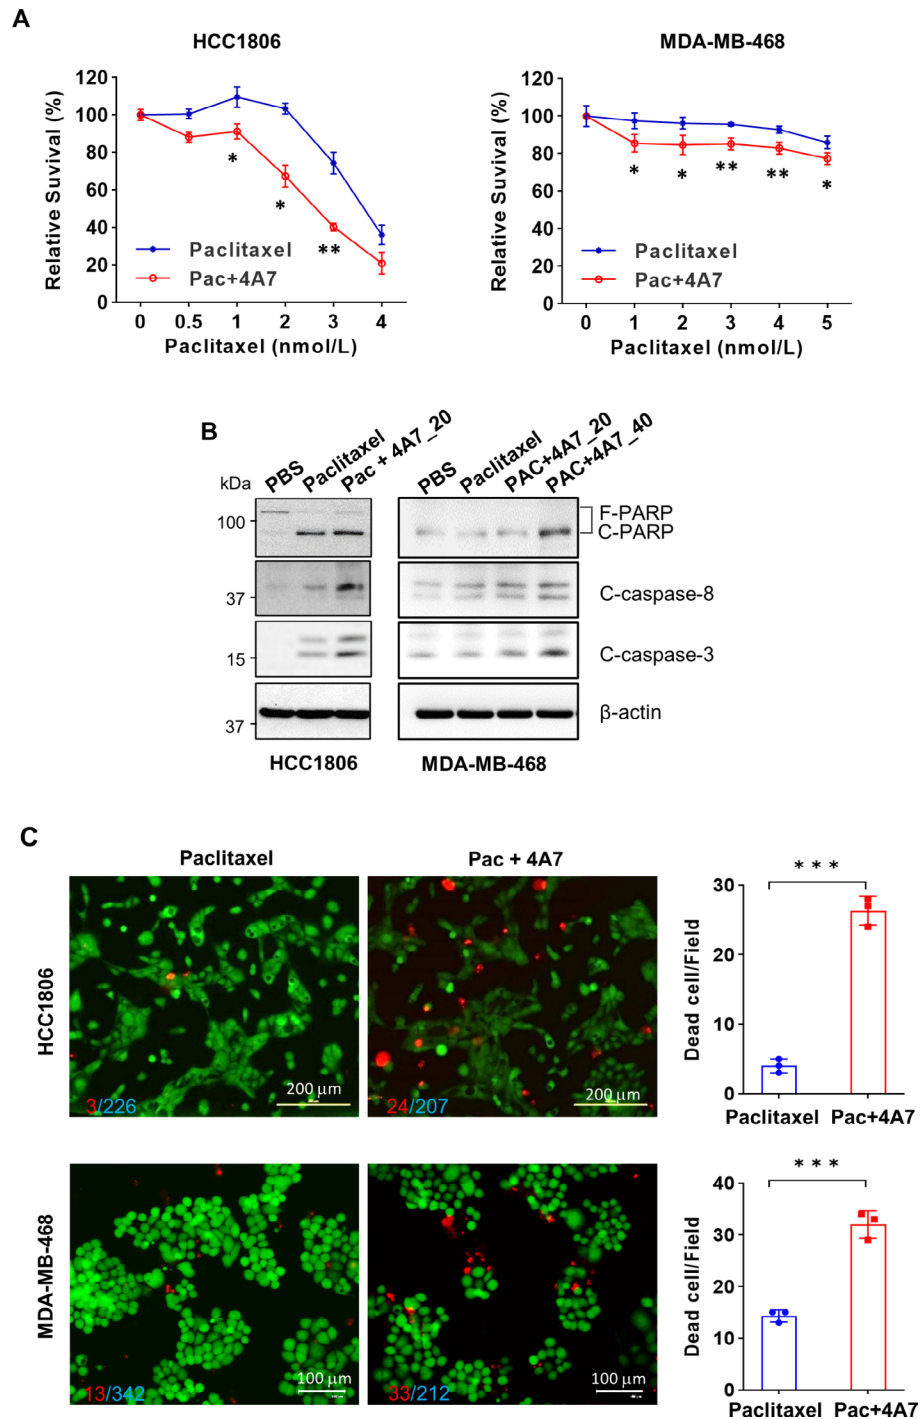 A
HCC1806
Relative Suvival (%)
120
100
80
60
40
20
0
Paclitaxel
Pac+4A7
*
*
**
0 0.5 1 2 3 4
Paclitaxel (nmol/L)
MDA-MB-468
Relative Suvival (%)
120
100
80
60
40
20
0
* * ** ** *
Paclitaxel
Pac+4A7
0 1 2 3 4 5
Paclitaxel (nmol/L)
B
kDa
PBS
Paclitaxel
Pac + 4A7_20
PBS
Paclitaxel
PAC+4A7_20
PAC+4A7_40
100
F-PARP
C-PARP
37
C-caspase-8
15
C-caspase-3
37
β-actin
HCC1806
MDA-MB-468
C
Paclitaxel
Pac + 4A7
HCC1806
3/226
200 μm
24/207
200 μm
Dead cell/Field
30
20
10
0
* * *
Paclitaxel Pac+4A7
MDA-MB-468
13/342
100 μm
33/212
100 μm
Dead cell/Field
40
30
20
10
0
* * *
Paclitaxel Pac+4A7